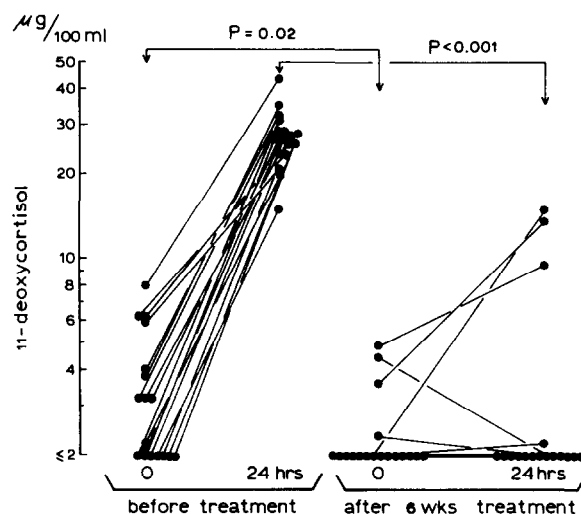 μg/100 ml
P = 0.02
P < 0.001
50
40
30
20
10
8
6
4
≤2
11-deoxycortisol
0 24 hrs 0 24 hrs
before treatment after 6 wks treatment